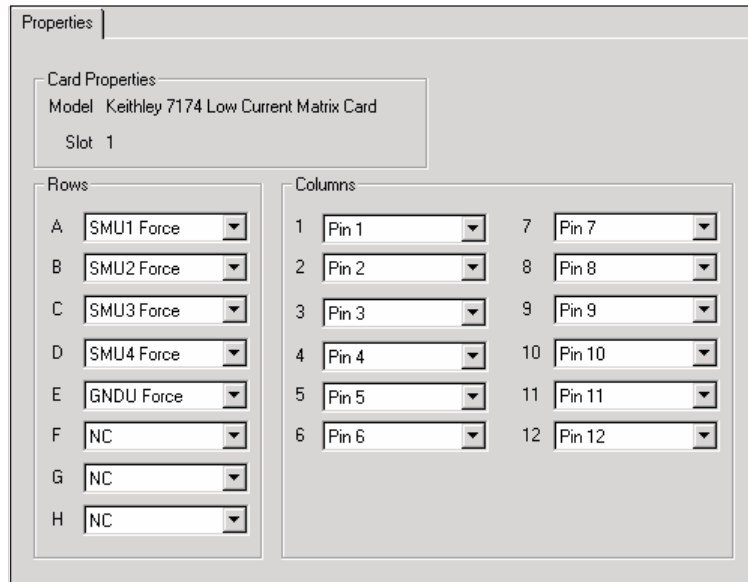 Properties
Card Properties
Model Keithley 7174 Low Current Matrix Card
Slot 1
Rows
A SMU1 Force
B SMU2 Force
C SMU3 Force
D SMU4 Force
E GNDU Force
F NC
G NC
H NC
Columns
1 Pin 1
2 Pin 2
3 Pin 3
4 Pin 4
5 Pin 5
6 Pin 6
7 Pin 7
8 Pin 8
9 Pin 9
10 Pin 10
11 Pin 11
12 Pin 12